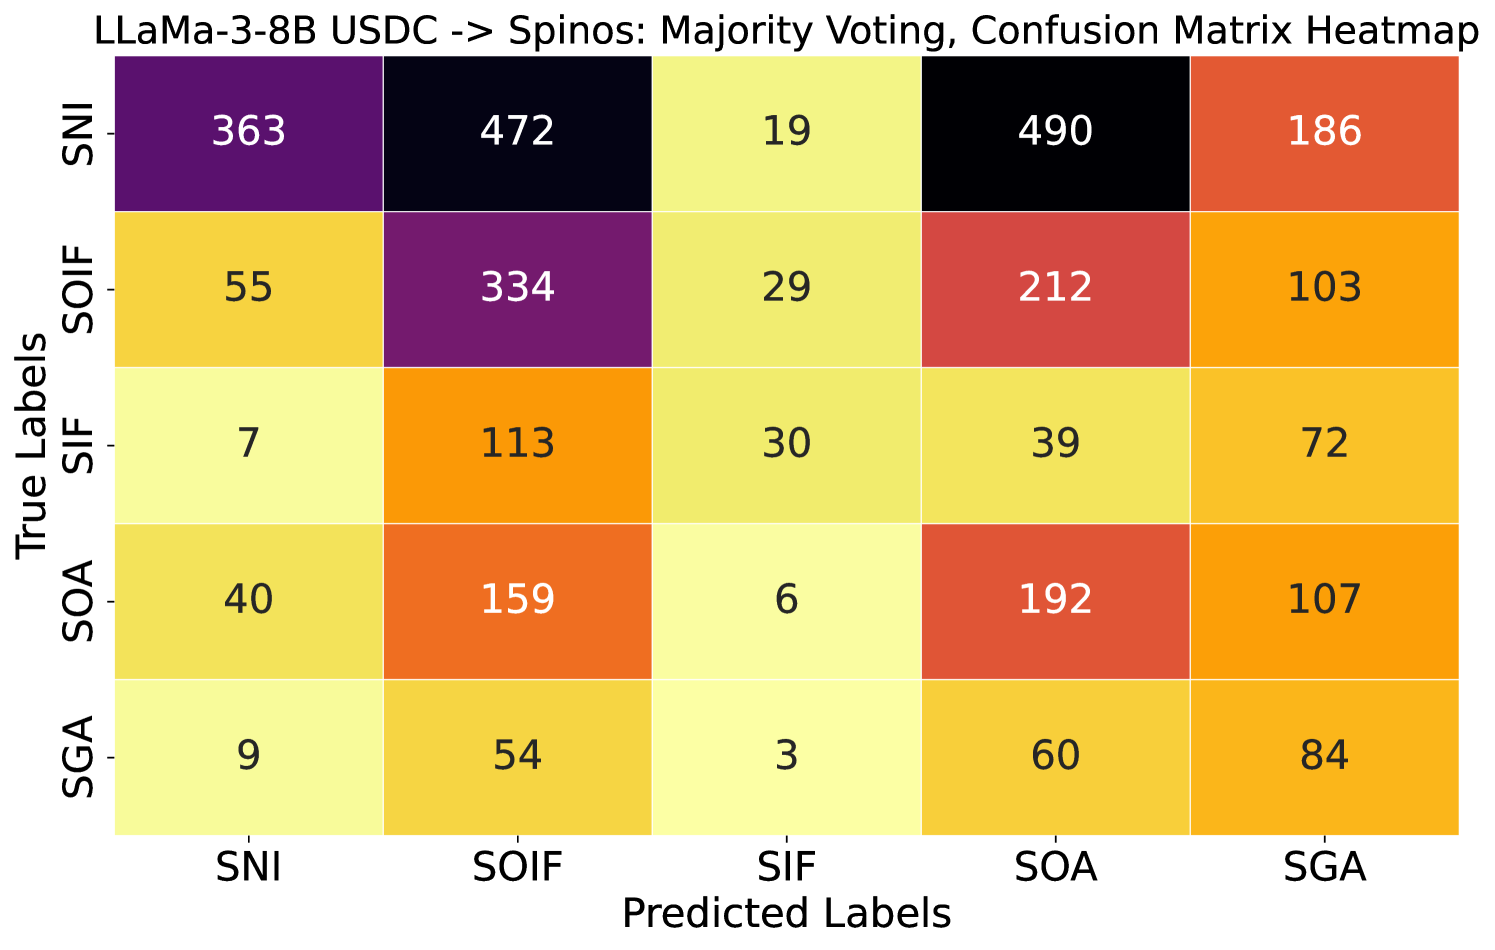 LLaMa-3-8B USDC -> Spinos: Majority Voting, Confusion Matrix Heatmap
True Labels
SNI 363 472 19 490 186
SOIF 55 334 29 212 103
SIF 7 113 30 39 72
SOA 40 159 6 192 107
SGA 9 54 3 60 84
SNI SOIF SIF SOA SGA
Predicted Labels